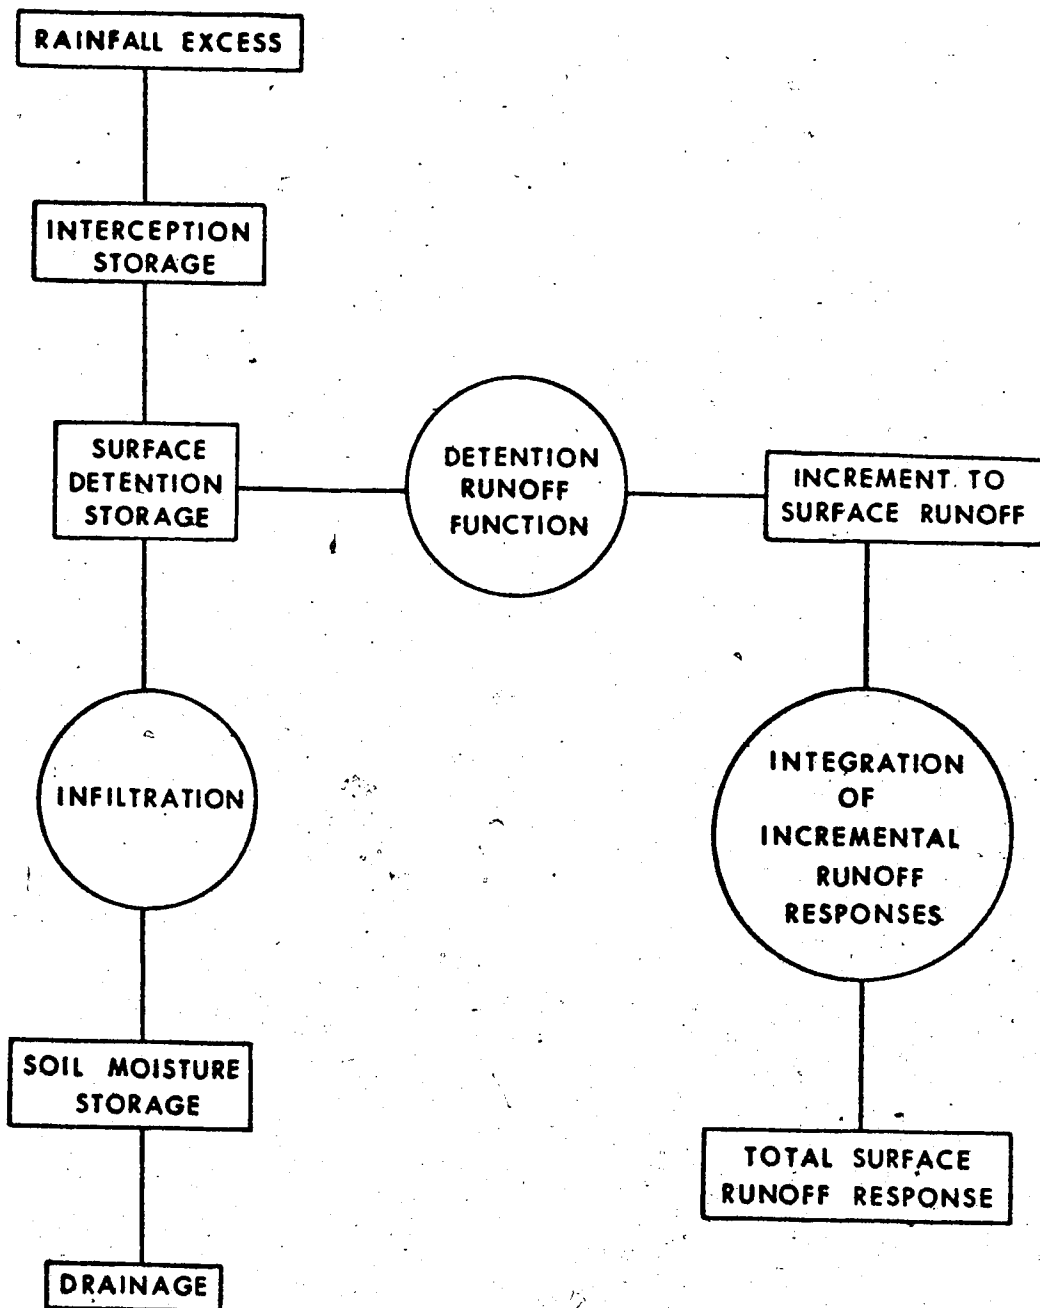 RAINFALL EXCESS
INTERCEPTION
STORAGE
SURFACE
DETENTION
STORAGE
DETENTION
RUNOFF
FUNCTION
INCREMENT TO
SURFACE RUNOFF
INFILTRATION
INTEGRATION
OF
INCREMENTAL
RUNOFF
RESPONSES
SOIL MOISTURE
STORAGE
TOTAL SURFACE
RUNOFF RESPONSE
DRAINAGE